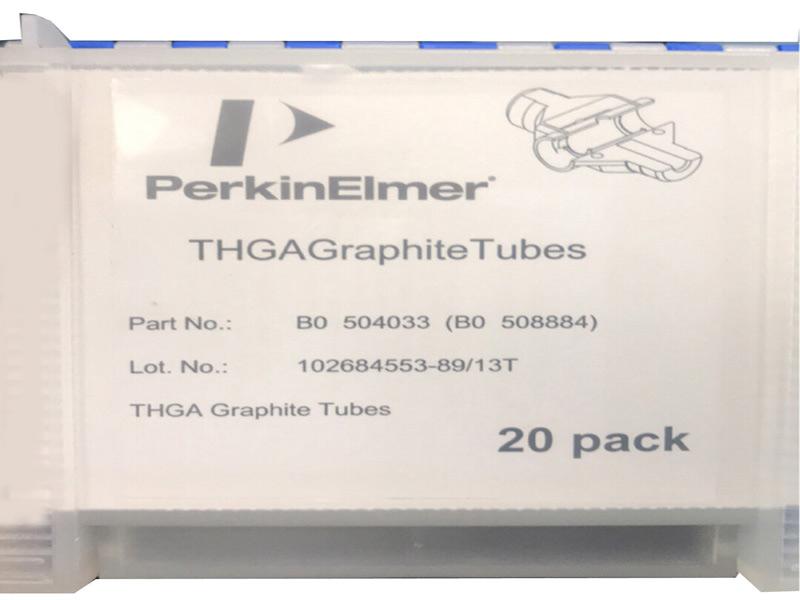 PerkinElmer
THGAGraphiteTubes
Part No.: B0 504033 (B0 508884)
Lot. No.: 102684553-89/13T
THGA Graphite Tubes
20 pack